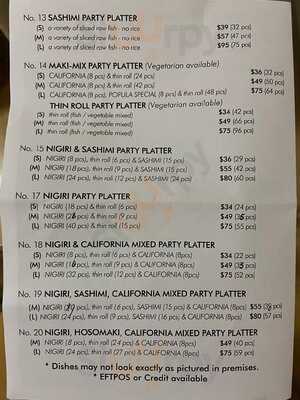 No. 13 SASHIMI PARTY PLATTER
(S) a variety of sliced raw fish - no rice $39 (32 pcs)
(M) a variety of sliced raw fish - no rice $57 (47 pcs)
(L) a variety of sliced raw fish - no rice $95 (75 pcs)
No. 14 MAKI-MIX PARTY PLATTER (Vegetarian available)
(S) CALIFORNIA (8 pcs) & thin roll (24 pcs) $36 (32 pcs)
(M) CALIFORNIA (8 pcs) & thin roll (42 pcs) $49 (50 pcs)
(L) CALIFORNIA (8 pcs), POPULA SPECIAL (8 pcs) & thin roll (48 pcs) $75 (64 pcs)
THIN ROLL PARTY PLATTER (Vegetarian available)
(S) thin roll (fish / vegetable mixed) $34 (42 pcs)
(M) thin roll (fish / vegetable mixed) $49 (66 pcs)
(L) thin roll (fish / vegetable mixed) $75 (96 pcs)
No. 15 NIGIRI & SASHIMI PARTY PLATTER
(S) NIGIRI (8 pcs), thin roll (6 pcs) & SASHIMI (15 pcs) $36 (29 pcs)
(M) NIGIRI (18 pcs), thin roll (9 pcs) & SASHIMI (15 pcs) $55 (42 pcs)
(L) NIGIRI (24 pcs), thin roll (12 pcs) & SASHIMI (24 pcs) $80 (60 pcs)
No. 17 NIGIRI PARTY PLATTER
(S) NIGIRI (18 pcs) & thin roll (6 pcs) $34 (24 pcs)
(M) NIGIRI ( pcs) & thin roll (9 pcs) $49 ( pcs)
(L) NIGIRI (40 pcs) & thin roll (15 pcs) $75 (55 pcs)
No. 18 NIGIRI & CALIFORNIA MIXED PARTY PLATTER
(S) NIGIRI (8 pcs), thin roll (6 pcs) & CALIFORNIA (8pcs) $34 (22 pcs)
(M) NIGIRI ( pcs), thin roll (9 pcs) & CALIFORNIA (8pcs) $49 ( pcs)
(L) NIGIRI (32 pcs), thin roll (12 pcs) & CALIFORNIA (8pcs) $75 (52 pcs)
No. 19 NIGIRI, SASHIMI, CALIFORNIA MIXED PARTY PLATTER
(M) NIGIRI ( pcs), thin roll (6 pcs), SASHIMI (15 pcs) & CALIFORNIA (8pcs) $55 ( pcs)
(L) NIGIRI (24 pcs), thin roll (9 pcs), SASHIMI (16 pcs) & CALIFORNIA (8pcs) $80 (57 pcs)
No. 20 NIGIRI, HOSOMAKI, CALIFORNIA MIXED PARTY PLATTER
(M) NIGIRI (8 pcs), thin roll (24 pcs) & CALIFORNIA (8pcs) $49 (40 pcs)
(L) NIGIRI (24 pcs), thin roll (27 pcs) & CALIFORNIA (8pcs) $75 (59 pcs)
* Dishes may not look exactly as pictured in premises.
* EFTPOS or Credit available